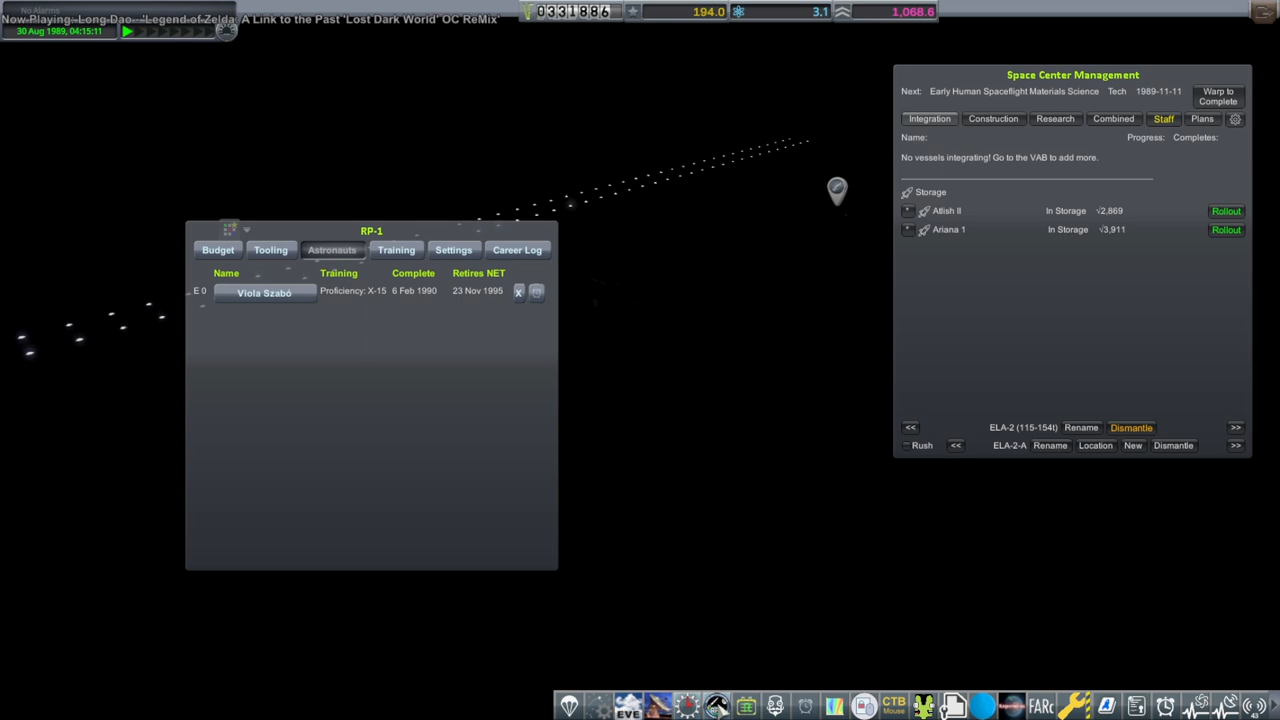 No Alarms
Now Playing: Long-Dao - 'Legend of Zelda: A Link to the Past 'Lost Dark World' OC ReMix'
0331886
194.0
3.1
1,068.6
30 Aug 1989, 04:15:11
Space Center Management
Next: Early Human Spaceflight Materials Science Tech 1989-11-11 Warp to Complete
Integration Construction Research Combined Staff Plans
Name: Progress: Completes:
No vessels integrating! Go to the VAB to add more.
Storage
* Atlish II In Storage √2,869 Rollout
* Ariana 1 In Storage √3,911 Rollout
<< ELA-2 (115-154t) Rename Dismantle >>
Rush << ELA-2-A Rename Location New Dismantle >>
RP-1
Budget Tooling Astronauts Training Settings Career Log
Name Training Complete Retires NET
E 0 Viola Szabó Proficiency: X-15 6 Feb 1990 23 Nov 1995 X
EVE
CTB
Mouse
FAR
43